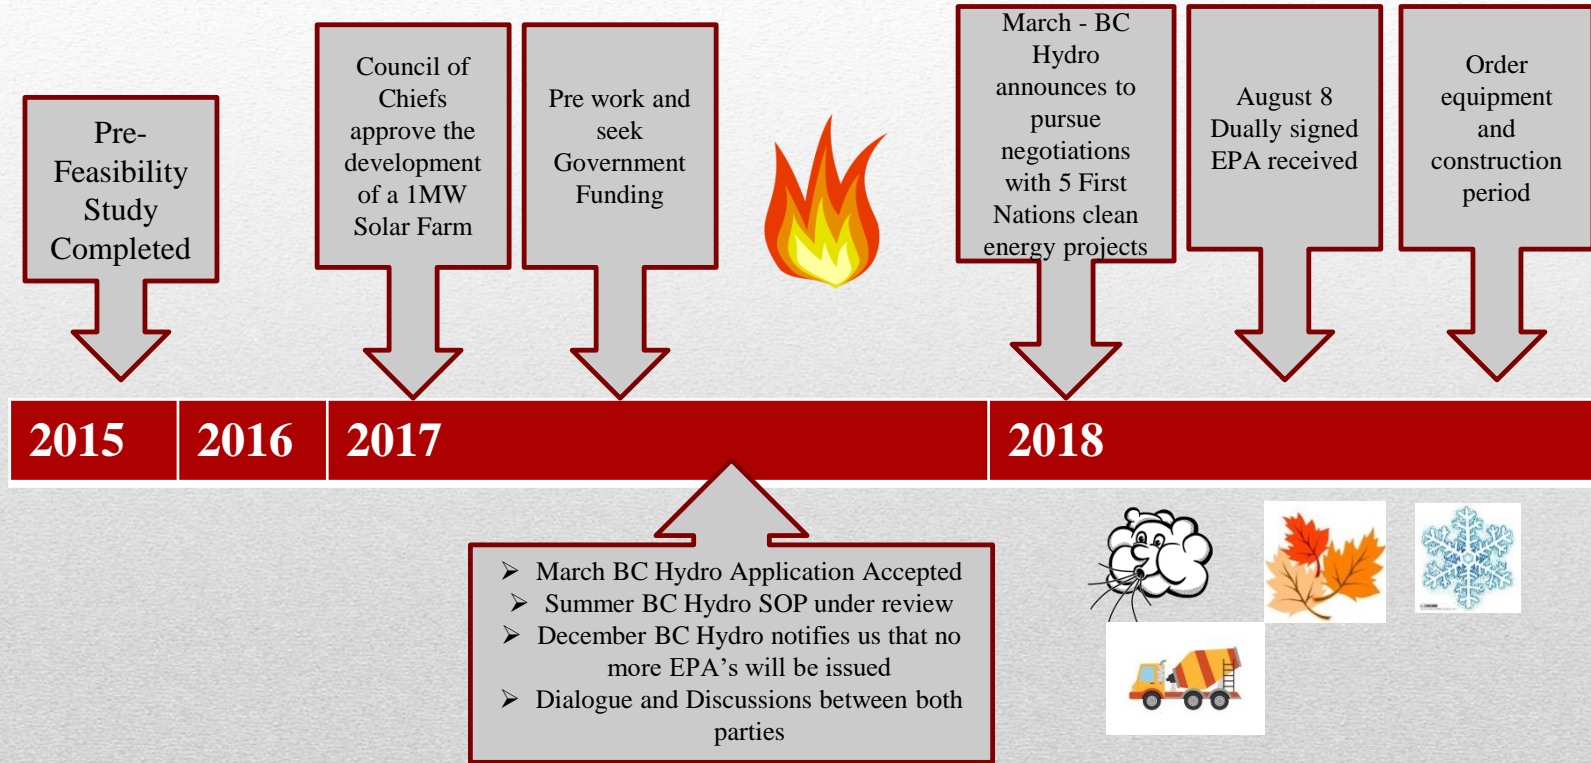 Pre-
Feasibility
Study
Completed
Council of
Chiefs
approve the
development
of a 1MW
Solar Farm
Pre work and
seek
Government
Funding
March - BC
Hydro
announces to
pursue
negotiations
with 5 First
Nations clean
energy projects
August 8
Dually signed
EPA received
Order
equipment
and
construction
period
2015
2016
2017
2018
➢ March BC Hydro Application Accepted
➢ Summer BC Hydro SOP under review
➢ December BC Hydro notifies us that no
more EPA’s will be issued
➢ Dialogue and Discussions between both
parties